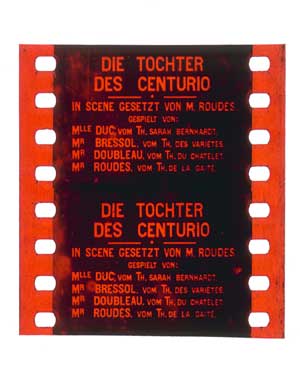 DIE TOCHTER
DES CENTURIO
IN SCENE GESETZT VON M. ROUDES
GESPIELT VON:
MLLE DUC, VOM TH. SARAH BERNHARDT.
MR BRESSOL, VOM TH. DES VARIETES.
MR DOUBLEAU, VOM TH. DU CHATELET.
MR ROUDES, VOM TH. DE LA GAITÉ.
DIE TOCHTER
DES CENTURIO
IN SCENE GESETZT VON M. ROUDES
GESPIELT VON:
MLLE DUC, VOM TH. SARAH BERNHARDT.
MR BRESSOL, VOM TH. DES VARIETES.
MR DOUBLEAU, VOM TH. DU CHATELET.
MR ROUDES, VOM TH. DE LA GAITÉ.